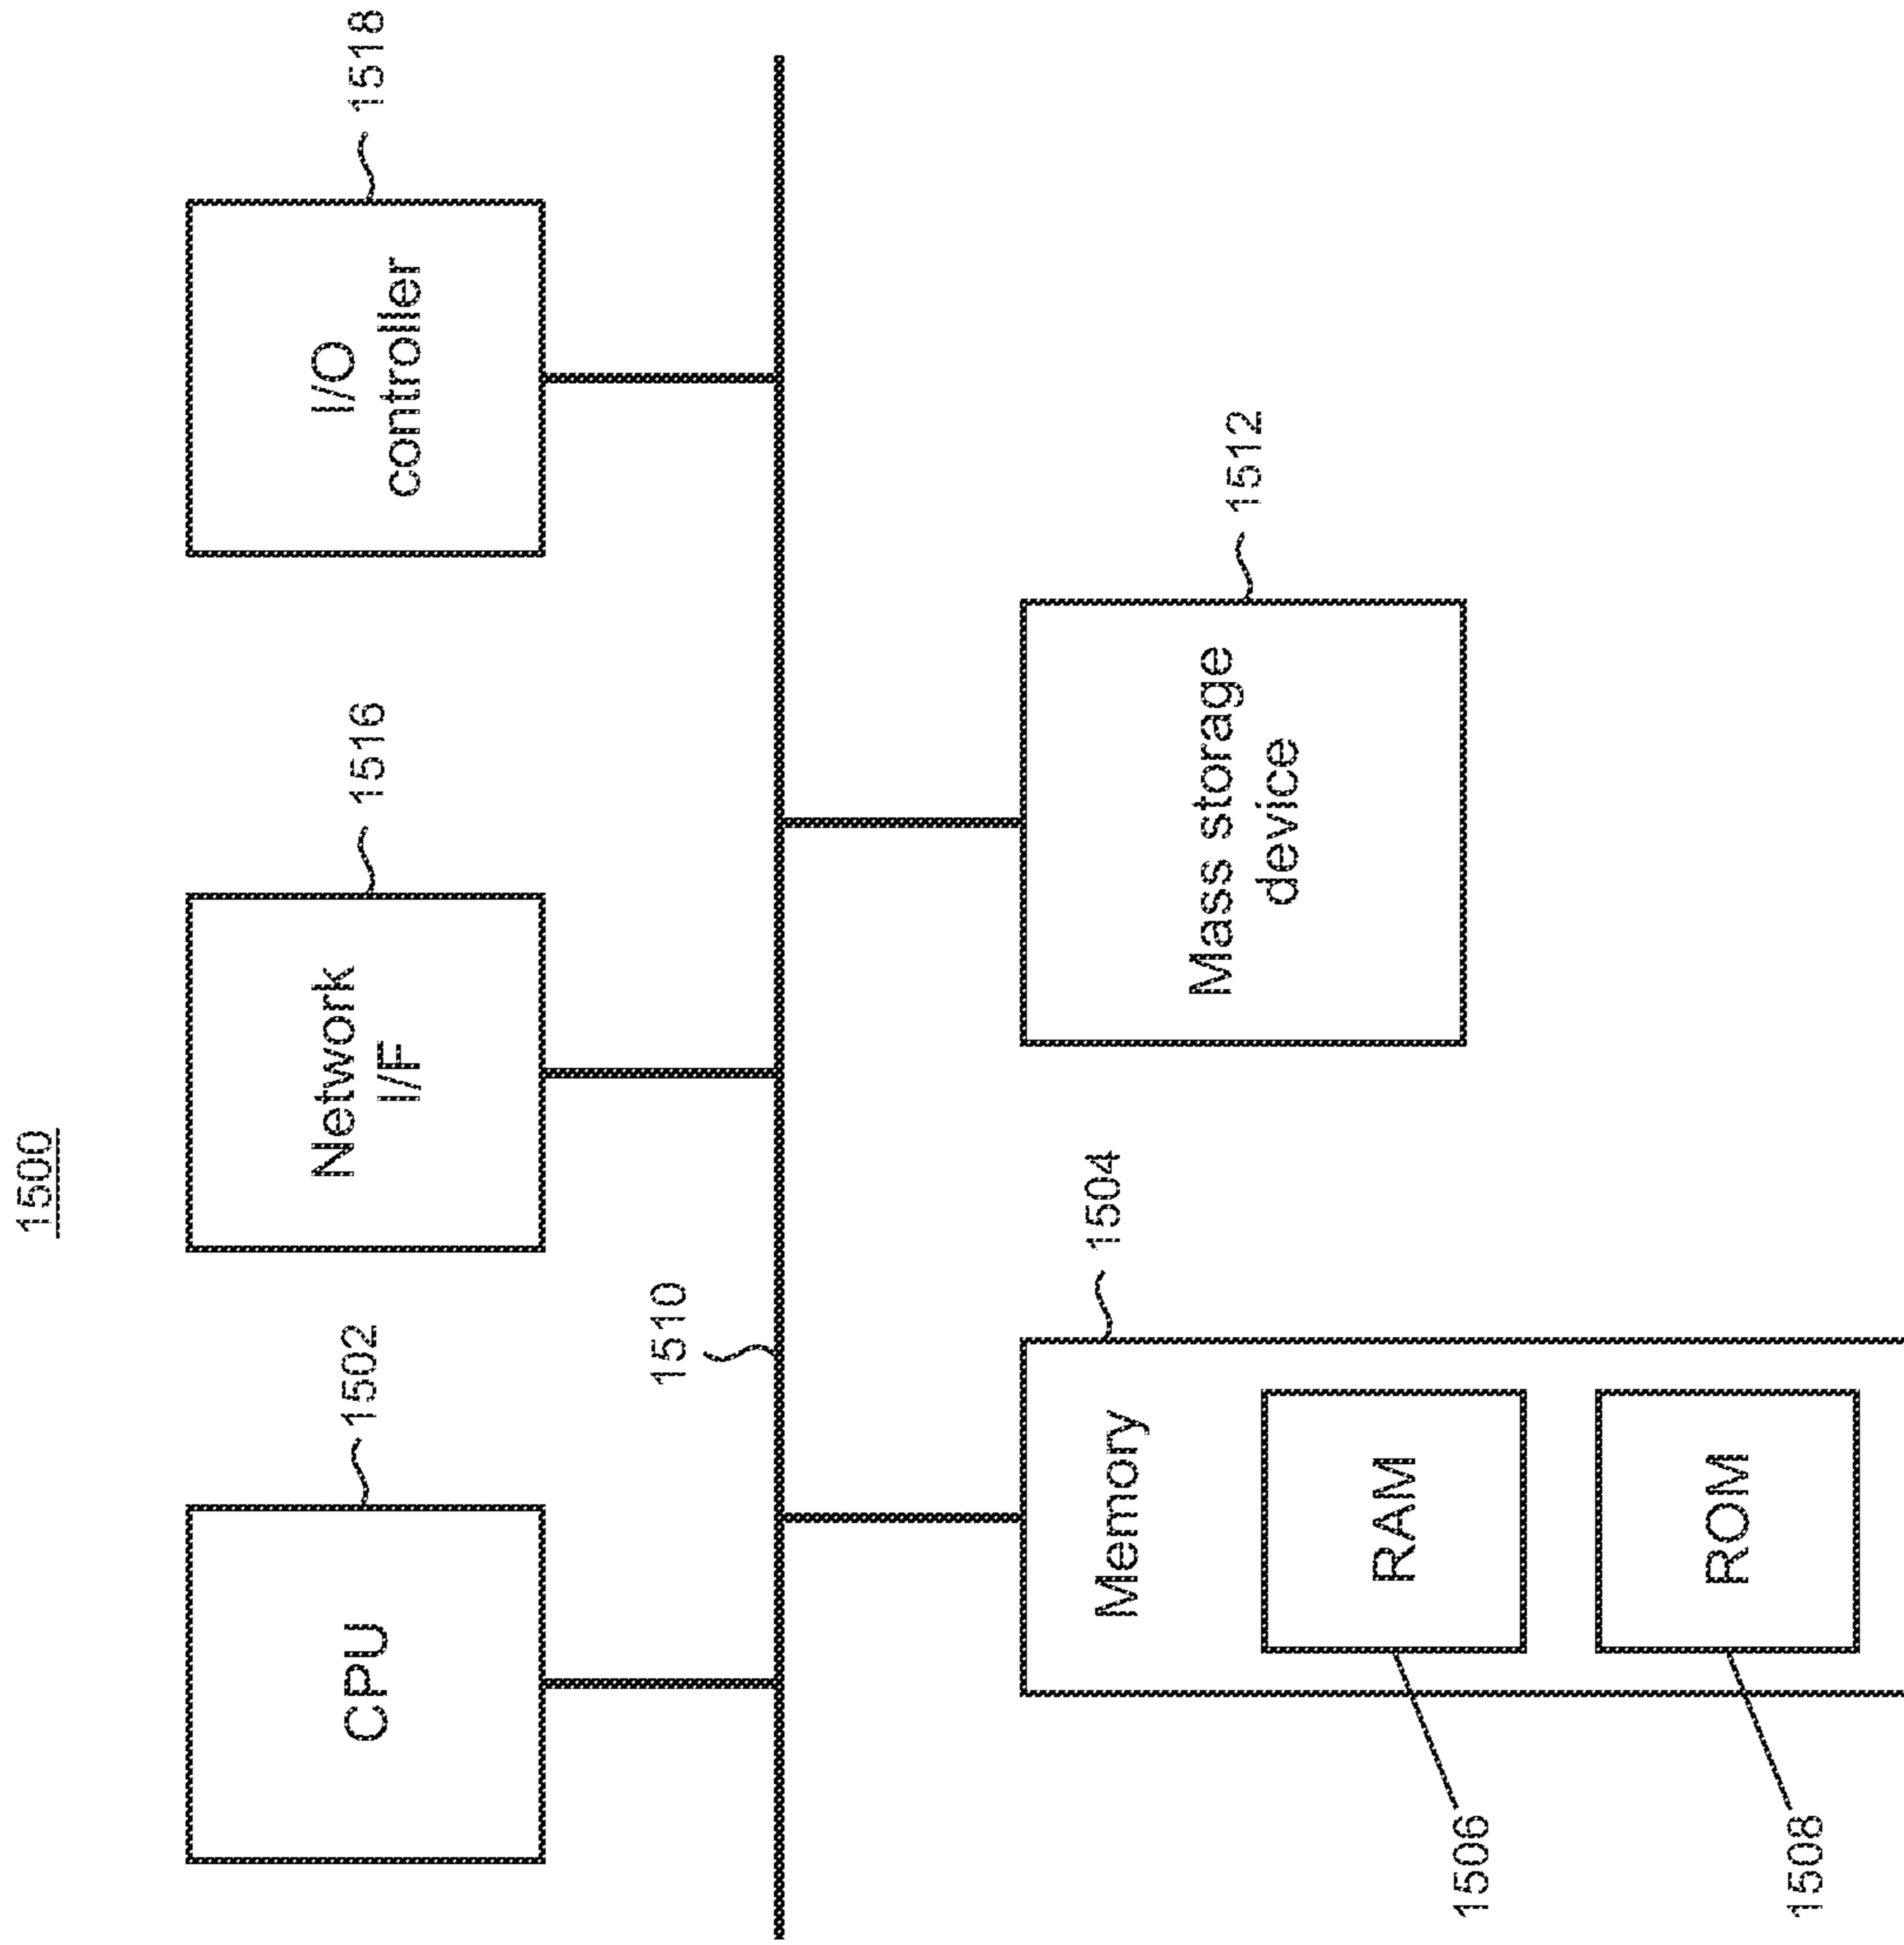 1500
1502
1516
1518
CPU
Network
I/F
I/O
controller
1510
1504
1512
Memory
Mass storage
device
RAM
1506
ROM
1508